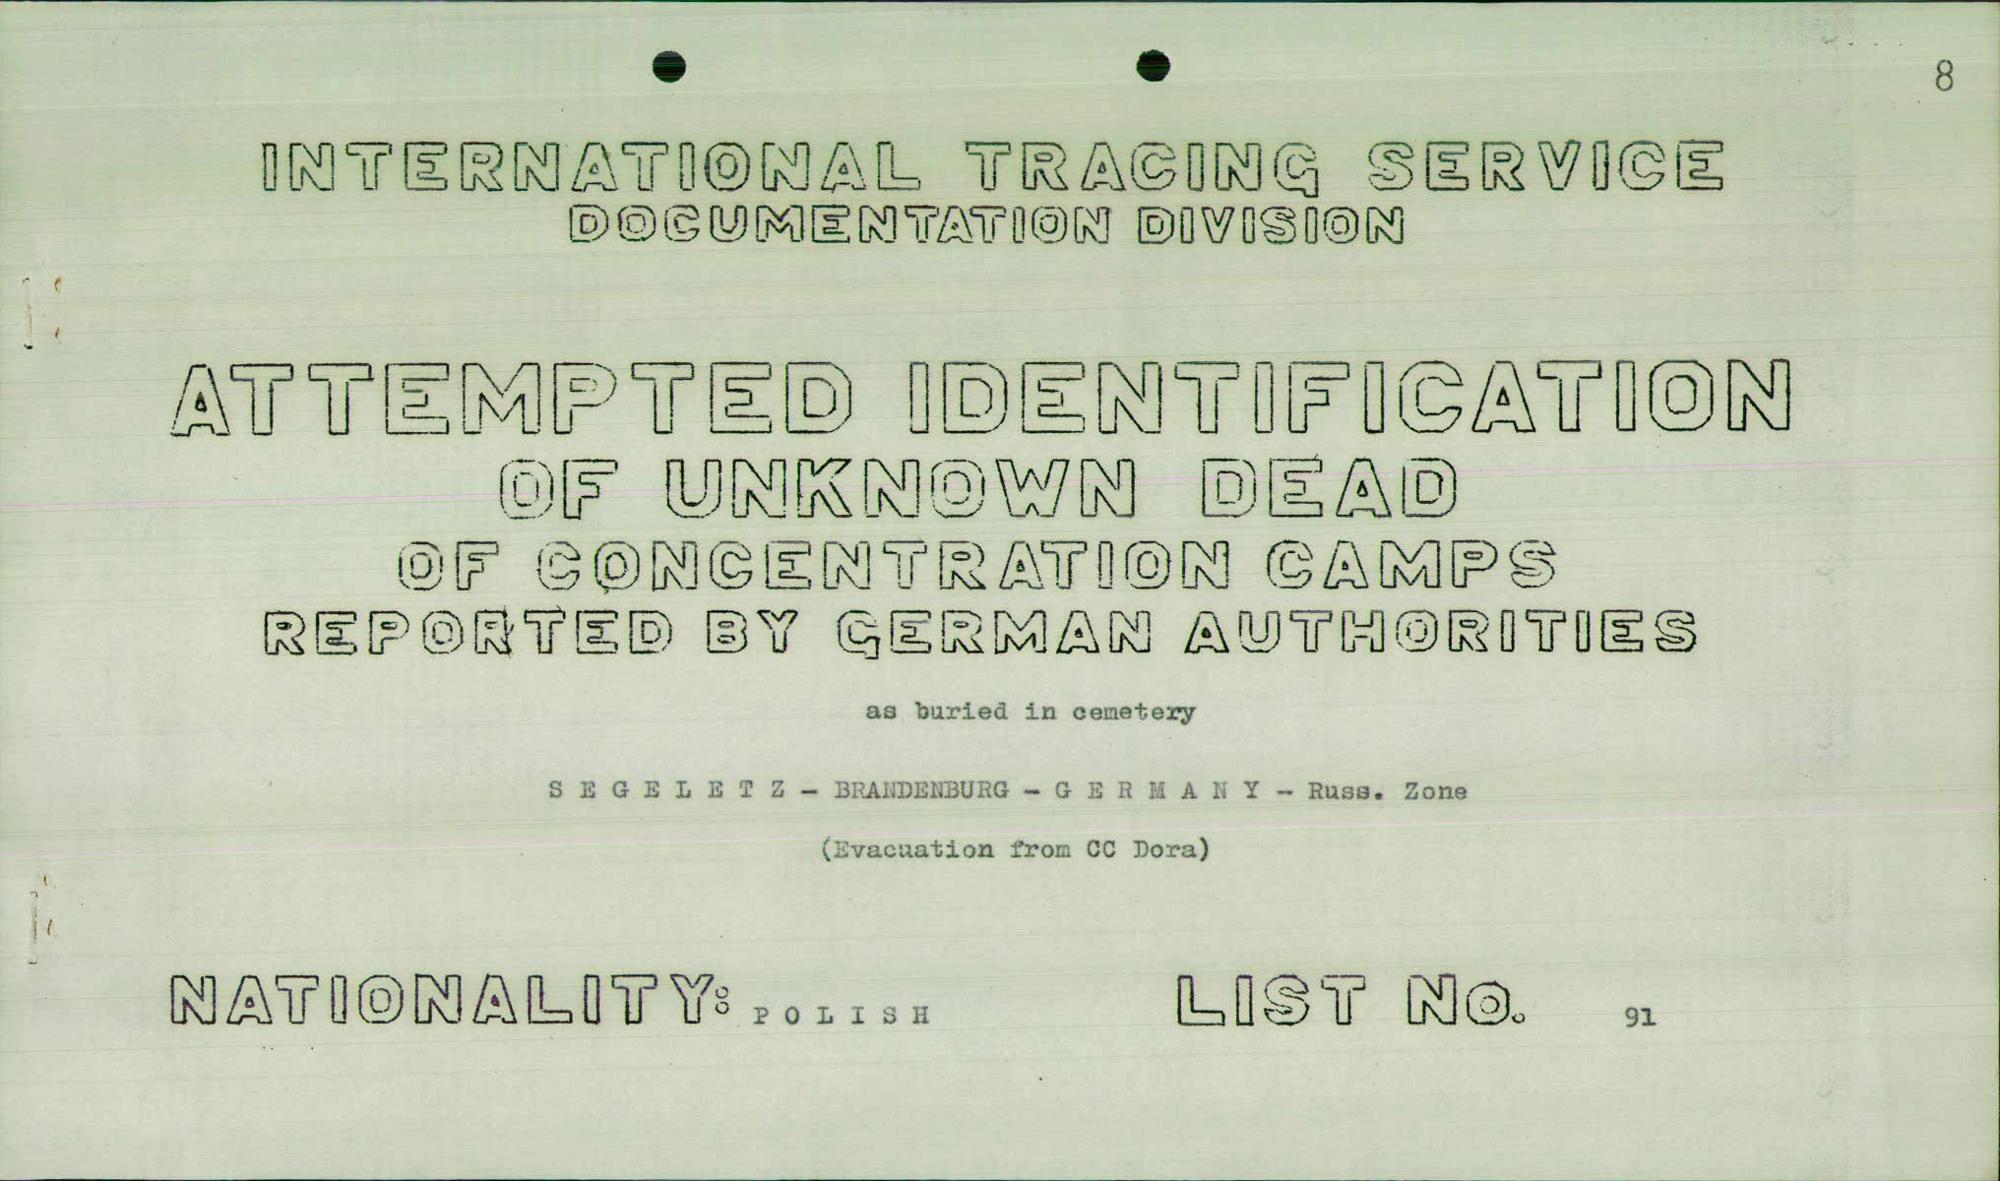 8
INTERNATIONAL TRACING SERVICE
DOCUMENTATION DIVISION
ATTEMPTED IDENTIFICATION
OF UNKNOWN DEAD
OF CONCENTRATION CAMPS
REPORTED BY GERMAN AUTHORITIES
as buried in cemetery
S E G E L E T Z - BRANDENBURG - G E R M A N Y - Russ. Zone
(Evacuation from CC Dora)
NATIONALITY: P O L I S H LIST No. 91